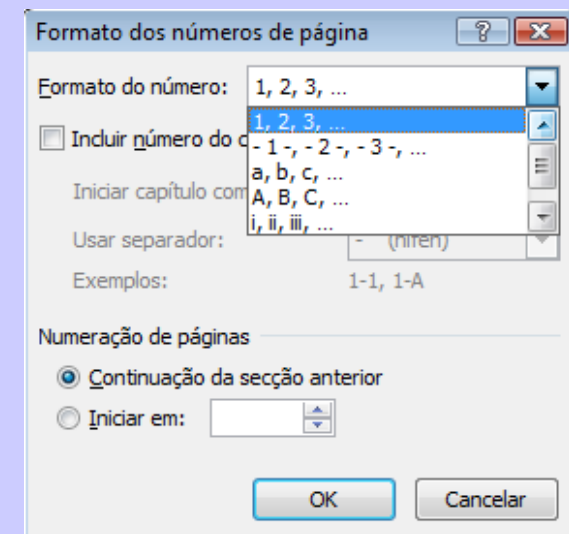 Formato dos números de página
Formato do número: 1, 2, 3, ...
1, 2, 3, ...
Incluir número do c
- 1 -, - 2 -, - 3 -, ...
a, b, c, ...
Iniciar capítulo com
A, B, C, ...
i, ii, iii, ...
Usar separador: - (hífen)
Exemplos: 1-1, 1-A
Numeração de páginas
Continuação da secção anterior
Iniciar em:
OK Cancelar